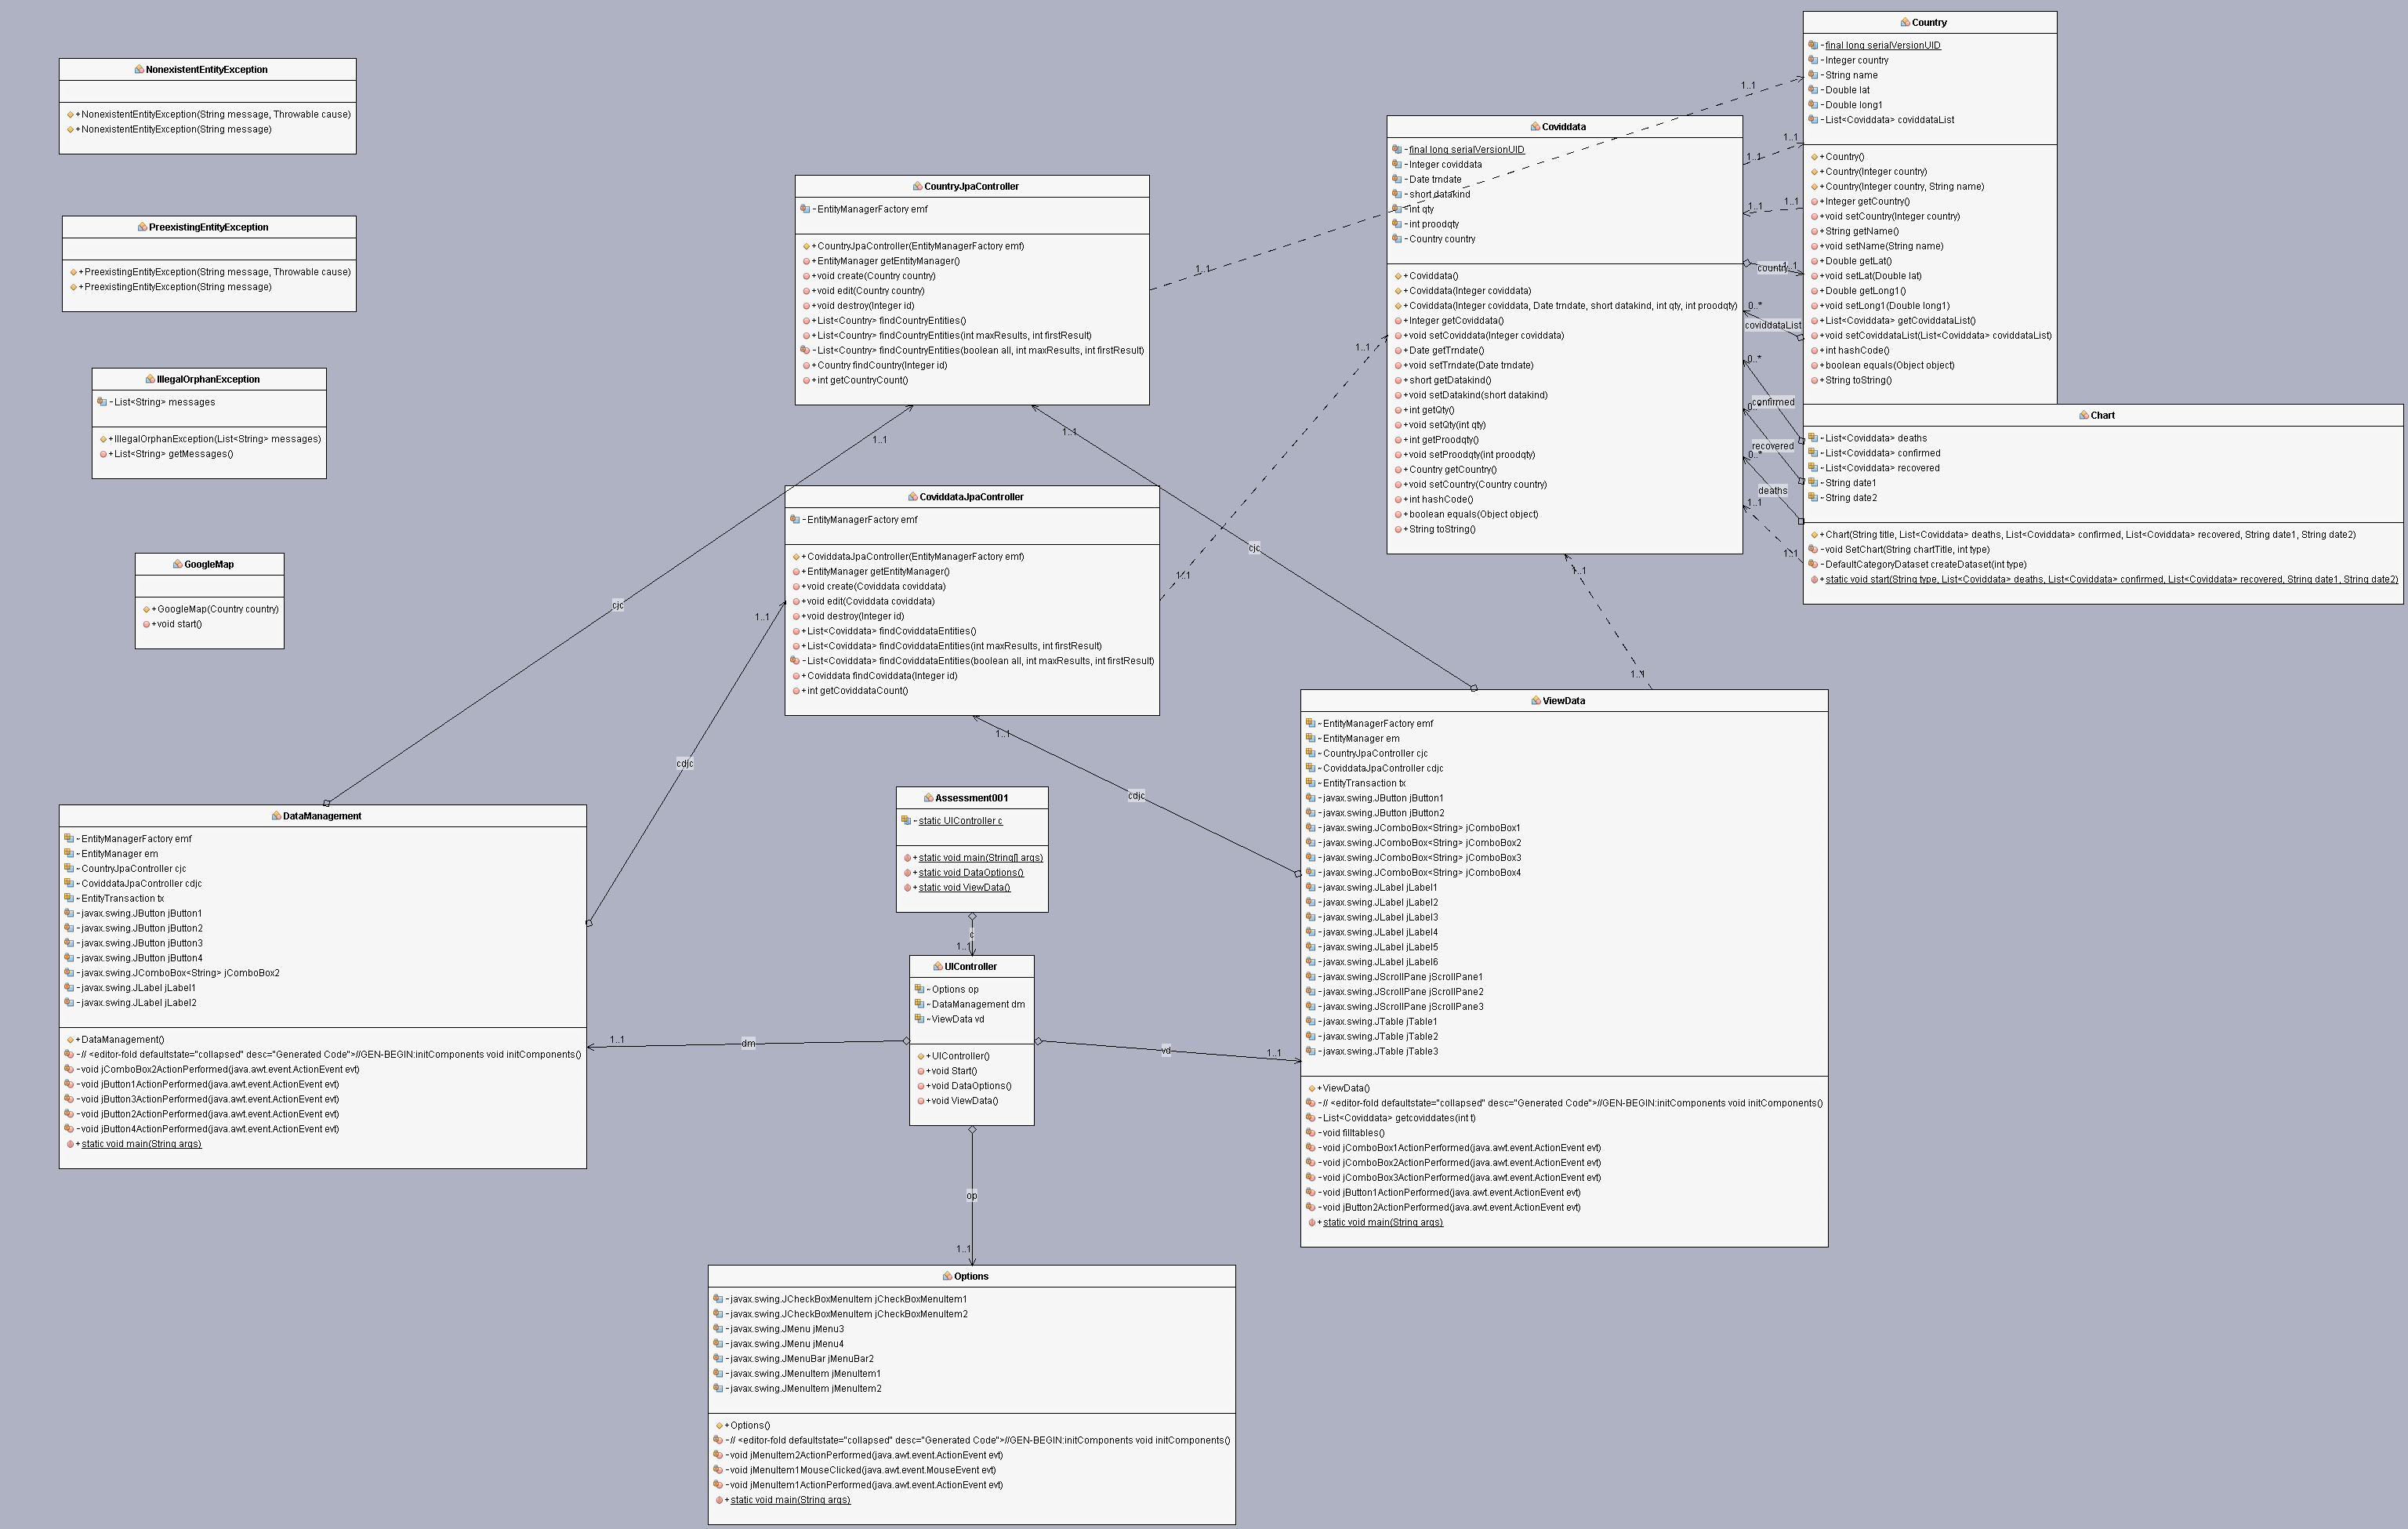 NonexistentEntityException
+NonexistentEntityException(String message, Throwable cause)
+NonexistentEntityException(String message)
PreexistingEntityException
+PreexistingEntityException(String message, Throwable cause)
+PreexistingEntityException(String message)
IllegalOrphanException
-List<String> messages
+IllegalOrphanException(List<String> messages)
+List<String> getMessages()
GoogleMap
+GoogleMap(Country country)
+void start()
CountryJpaController
-EntityManagerFactory emf
+CountryJpaController(EntityManagerFactory emf)
+EntityManager getEntityManager()
+void create(Country country)
+void edit(Country country)
+void destroy(Integer id)
+List<Country> findCountryEntities()
+List<Country> findCountryEntities(int maxResults, int firstResult)
-List<Country> findCountryEntities(boolean all, int maxResults, int firstResult)
+Country findCountry(Integer id)
+int getCountryCount()
CoviddataJpaController
-EntityManagerFactory emf
+CoviddataJpaController(EntityManagerFactory emf)
+EntityManager getEntityManager()
+void create(Coviddata coviddata)
+void edit(Coviddata coviddata)
+void destroy(Integer id)
+List<Coviddata> findCoviddataEntities()
+List<Coviddata> findCoviddataEntities(int maxResults, int firstResult)
-List<Coviddata> findCoviddataEntities(boolean all, int maxResults, int firstResult)
+Coviddata findCoviddata(Integer id)
+int getCoviddataCount()
Coviddata
-final long serialVersionUID
-Integer coviddata
-Date trndate
-short datakind
-int qty
-int proodqty
-Country country
+Coviddata()
+Coviddata(Integer coviddata)
+Coviddata(Integer coviddata, Date trndate, short datakind, int qty, int proodqty)
+Integer getCoviddata()
+void setCoviddata(Integer coviddata)
+Date getTrndate()
+void setTrndate(Date trndate)
+short getDatakind()
+void setDatakind(short datakind)
+int getQty()
+void setQty(int qty)
+int getProodqty()
+void setProodqty(int proodqty)
+Country getCountry()
+void setCountry(Country country)
+int hashCode()
+boolean equals(Object object)
+String toString()
Country
-final long serialVersionUID
-Integer country
-String name
-Double lat
-Double long1
-List<Coviddata> coviddataList
+Country()
+Country(Integer country)
+Country(Integer country, String name)
+Integer getCountry()
+void setCountry(Integer country)
+String getName()
+void setName(String name)
+Double getLat()
+void setLat(Double lat)
+Double getLong1()
+void setLong1(Double long1)
+List<Coviddata> getCoviddataList()
+void setCoviddataList(List<Coviddata> coviddataList)
+int hashCode()
+boolean equals(Object object)
+String toString()
Chart
~List<Coviddata> deaths
~List<Coviddata> confirmed
~List<Coviddata> recovered
~String date1
~String date2
+Chart(String title, List<Coviddata> deaths, List<Coviddata> confirmed, List<Coviddata> recovered, String date1, String date2)
-void SetChart(String chartTitle, int type)
-DefaultCategoryDataset createDataset(int type)
+static void start(String type, List<Coviddata> deaths, List<Coviddata> confirmed, List<Coviddata> recovered, String date1, String date2)
1..1
1..1
1..1
1..1
1..1
1..1
country
1..1
0..*
coviddataList
0..*
confirmed
0..*
recovered
0..*
deaths
1..1
1..1
1..1
1..1
1..1
1..1
1..1
cjc
1..1
cjc
1..1
cdjc
1..1
cdjc
DataManagement
~EntityManagerFactory emf
~EntityManager em
~CountryJpaController cjc
~CoviddataJpaController cdjc
~EntityTransaction tx
-javax.swing.JButton jButton1
-javax.swing.JButton jButton2
-javax.swing.JButton jButton3
-javax.swing.JButton jButton4
-javax.swing.JComboBox<String> jComboBox2
-javax.swing.JLabel jLabel1
-javax.swing.JLabel jLabel2
+DataManagement()
-// <editor-fold defaultstate="collapsed" desc="Generated Code">//GEN-BEGIN:initComponents void initComponents()
-void jComboBox2ActionPerformed(java.awt.event.ActionEvent evt)
-void jButton1ActionPerformed(java.awt.event.ActionEvent evt)
-void jButton3ActionPerformed(java.awt.event.ActionEvent evt)
-void jButton2ActionPerformed(java.awt.event.ActionEvent evt)
-void jButton4ActionPerformed(java.awt.event.ActionEvent evt)
+static void main(String args)
Assessment001
~static UIController c
+static void main(String[] args)
+static void DataOptions()
+static void ViewData()
c
1..1
UIController
~Options op
~DataManagement dm
~ViewData vd
+UIController()
+void Start()
+void DataOptions()
+void ViewData()
1..1
dm
vd
1..1
op
1..1
ViewData
~EntityManagerFactory emf
~EntityManager em
~CountryJpaController cjc
~CoviddataJpaController cdjc
~EntityTransaction tx
-javax.swing.JButton jButton1
-javax.swing.JButton jButton2
-javax.swing.JComboBox<String> jComboBox1
-javax.swing.JComboBox<String> jComboBox2
-javax.swing.JComboBox<String> jComboBox3
-javax.swing.JComboBox<String> jComboBox4
-javax.swing.JLabel jLabel1
-javax.swing.JLabel jLabel2
-javax.swing.JLabel jLabel3
-javax.swing.JLabel jLabel4
-javax.swing.JLabel jLabel5
-javax.swing.JLabel jLabel6
-javax.swing.JScrollPane jScrollPane1
-javax.swing.JScrollPane jScrollPane2
-javax.swing.JScrollPane jScrollPane3
-javax.swing.JTable jTable1
-javax.swing.JTable jTable2
-javax.swing.JTable jTable3
+ViewData()
-// <editor-fold defaultstate="collapsed" desc="Generated Code">//GEN-BEGIN:initComponents void initComponents()
-List<Coviddata> getcoviddates(int t)
-void filltables()
-void jComboBox1ActionPerformed(java.awt.event.ActionEvent evt)
-void jComboBox2ActionPerformed(java.awt.event.ActionEvent evt)
-void jComboBox3ActionPerformed(java.awt.event.ActionEvent evt)
-void jButton1ActionPerformed(java.awt.event.ActionEvent evt)
-void jButton2ActionPerformed(java.awt.event.ActionEvent evt)
+static void main(String args)
Options
-javax.swing.JCheckBoxMenuItem jCheckBoxMenuItem1
-javax.swing.JCheckBoxMenuItem jCheckBoxMenuItem2
-javax.swing.JMenu jMenu3
-javax.swing.JMenu jMenu4
-javax.swing.JMenuBar jMenuBar2
-javax.swing.JMenuItem jMenuItem1
-javax.swing.JMenuItem jMenuItem2
+Options()
-// <editor-fold defaultstate="collapsed" desc="Generated Code">//GEN-BEGIN:initComponents void initComponents()
-void jMenuItem2ActionPerformed(java.awt.event.ActionEvent evt)
-void jMenuItem1MouseClicked(java.awt.event.MouseEvent evt)
-void jMenuItem1ActionPerformed(java.awt.event.ActionEvent evt)
+static void main(String args)